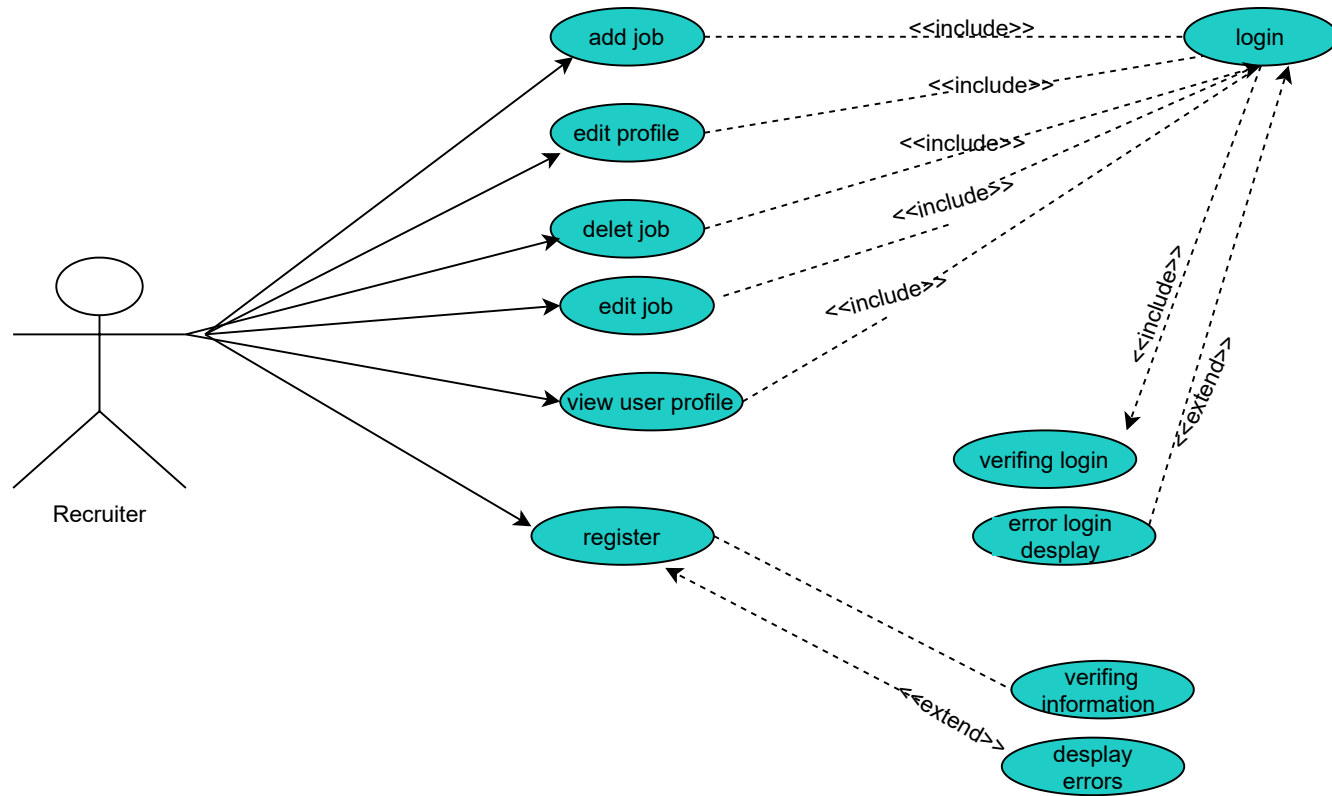 add job
<<include>>
login
edit profile
<<include>>
delet job
<<include>>
<<include>>
edit job
<<include>>
<<include>>
view user profile
<<extend>>
verifing login
Recruiter
register
error login
desplay
verifing
information
<<extend>>
desplay
errors